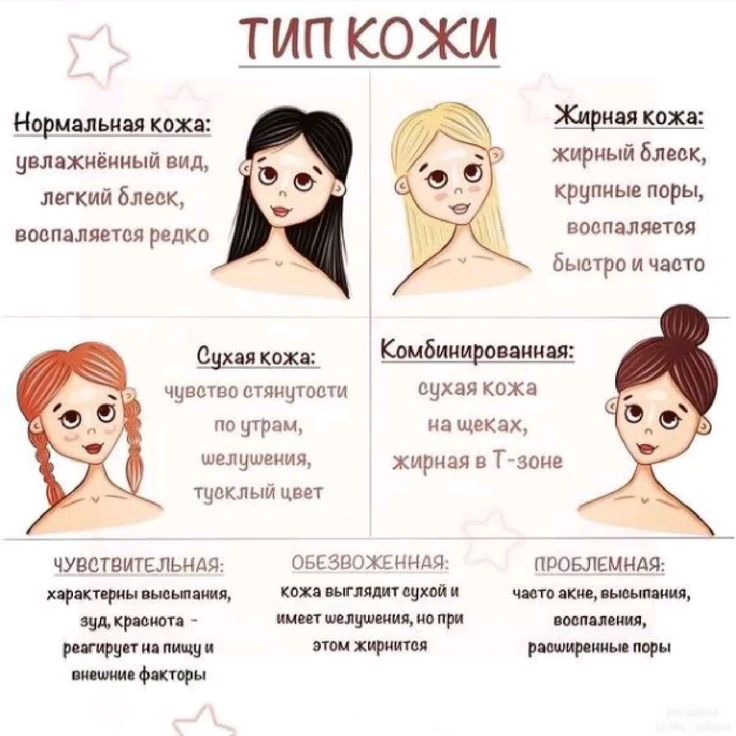 ТИП КОЖИ
Нормальная кожа:
увлажнённый вид,
легкий блеск,
воспаляется редко
Жирная кожа:
жирный блеск,
крупные поры,
воспаляется
быстро и часто
Сухая кожа:
чувство стянутости
по утрам,
шелушения,
тусклый цвет
Комбинированная:
сухая кожа
на щеках,
жирная в Т-зоне
ЧУВСТВИТЕЛЬНАЯ:
характерны высыпания,
зуд, краснота -
реагирует на пищу и
внешние факторы
ОБЕЗВОЖЕННАЯ:
кожа выглядит сухой и
имеет шелушения, но при
этом жирнится
ПРОБЛЕМНАЯ:
часто акне, высыпания,
воспаления,
расширенные поры